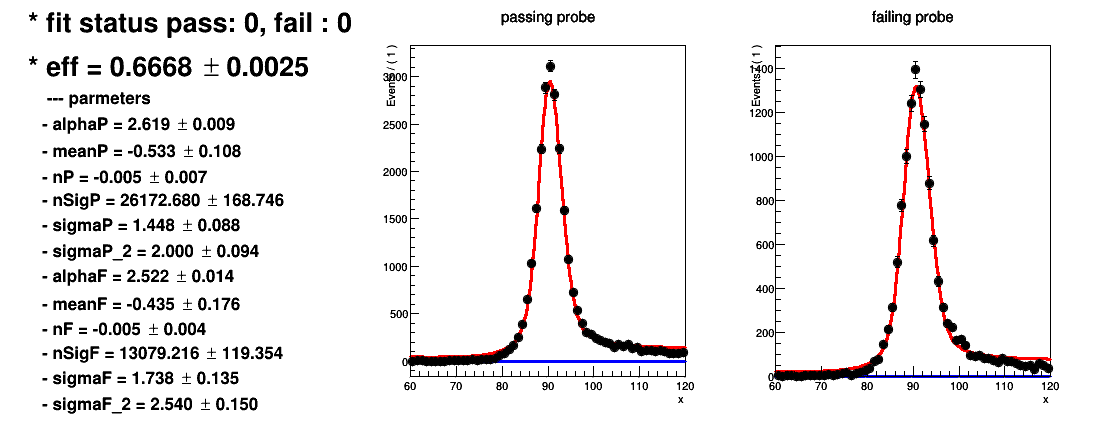 * fit status pass: 0, fail : 0
* eff = 0.6668 ± 0.0025
--- parmeters
- alphaP = 2.619 ± 0.009
- meanP = -0.533 ± 0.108
- nP = -0.005 ± 0.007
- nSigP = 26172.680 ± 168.746
- sigmaP = 1.448 ± 0.088
- sigmaP_2 = 2.000 ± 0.094
- alphaF = 2.522 ± 0.014
- meanF = -0.435 ± 0.176
- nF = -0.005 ± 0.004
- nSigF = 13079.216 ± 119.354
- sigmaF = 1.738 ± 0.135
- sigmaF_2 = 2.540 ± 0.150
passing probe
Events / ( 1 )
3000
2500
2000
1500
1000
500
0
60 70 80 90 100 110 120
x
failing probe
Events / ( 1 )
1400
1200
1000
800
600
400
200
0
60 70 80 90 100 110 120
x